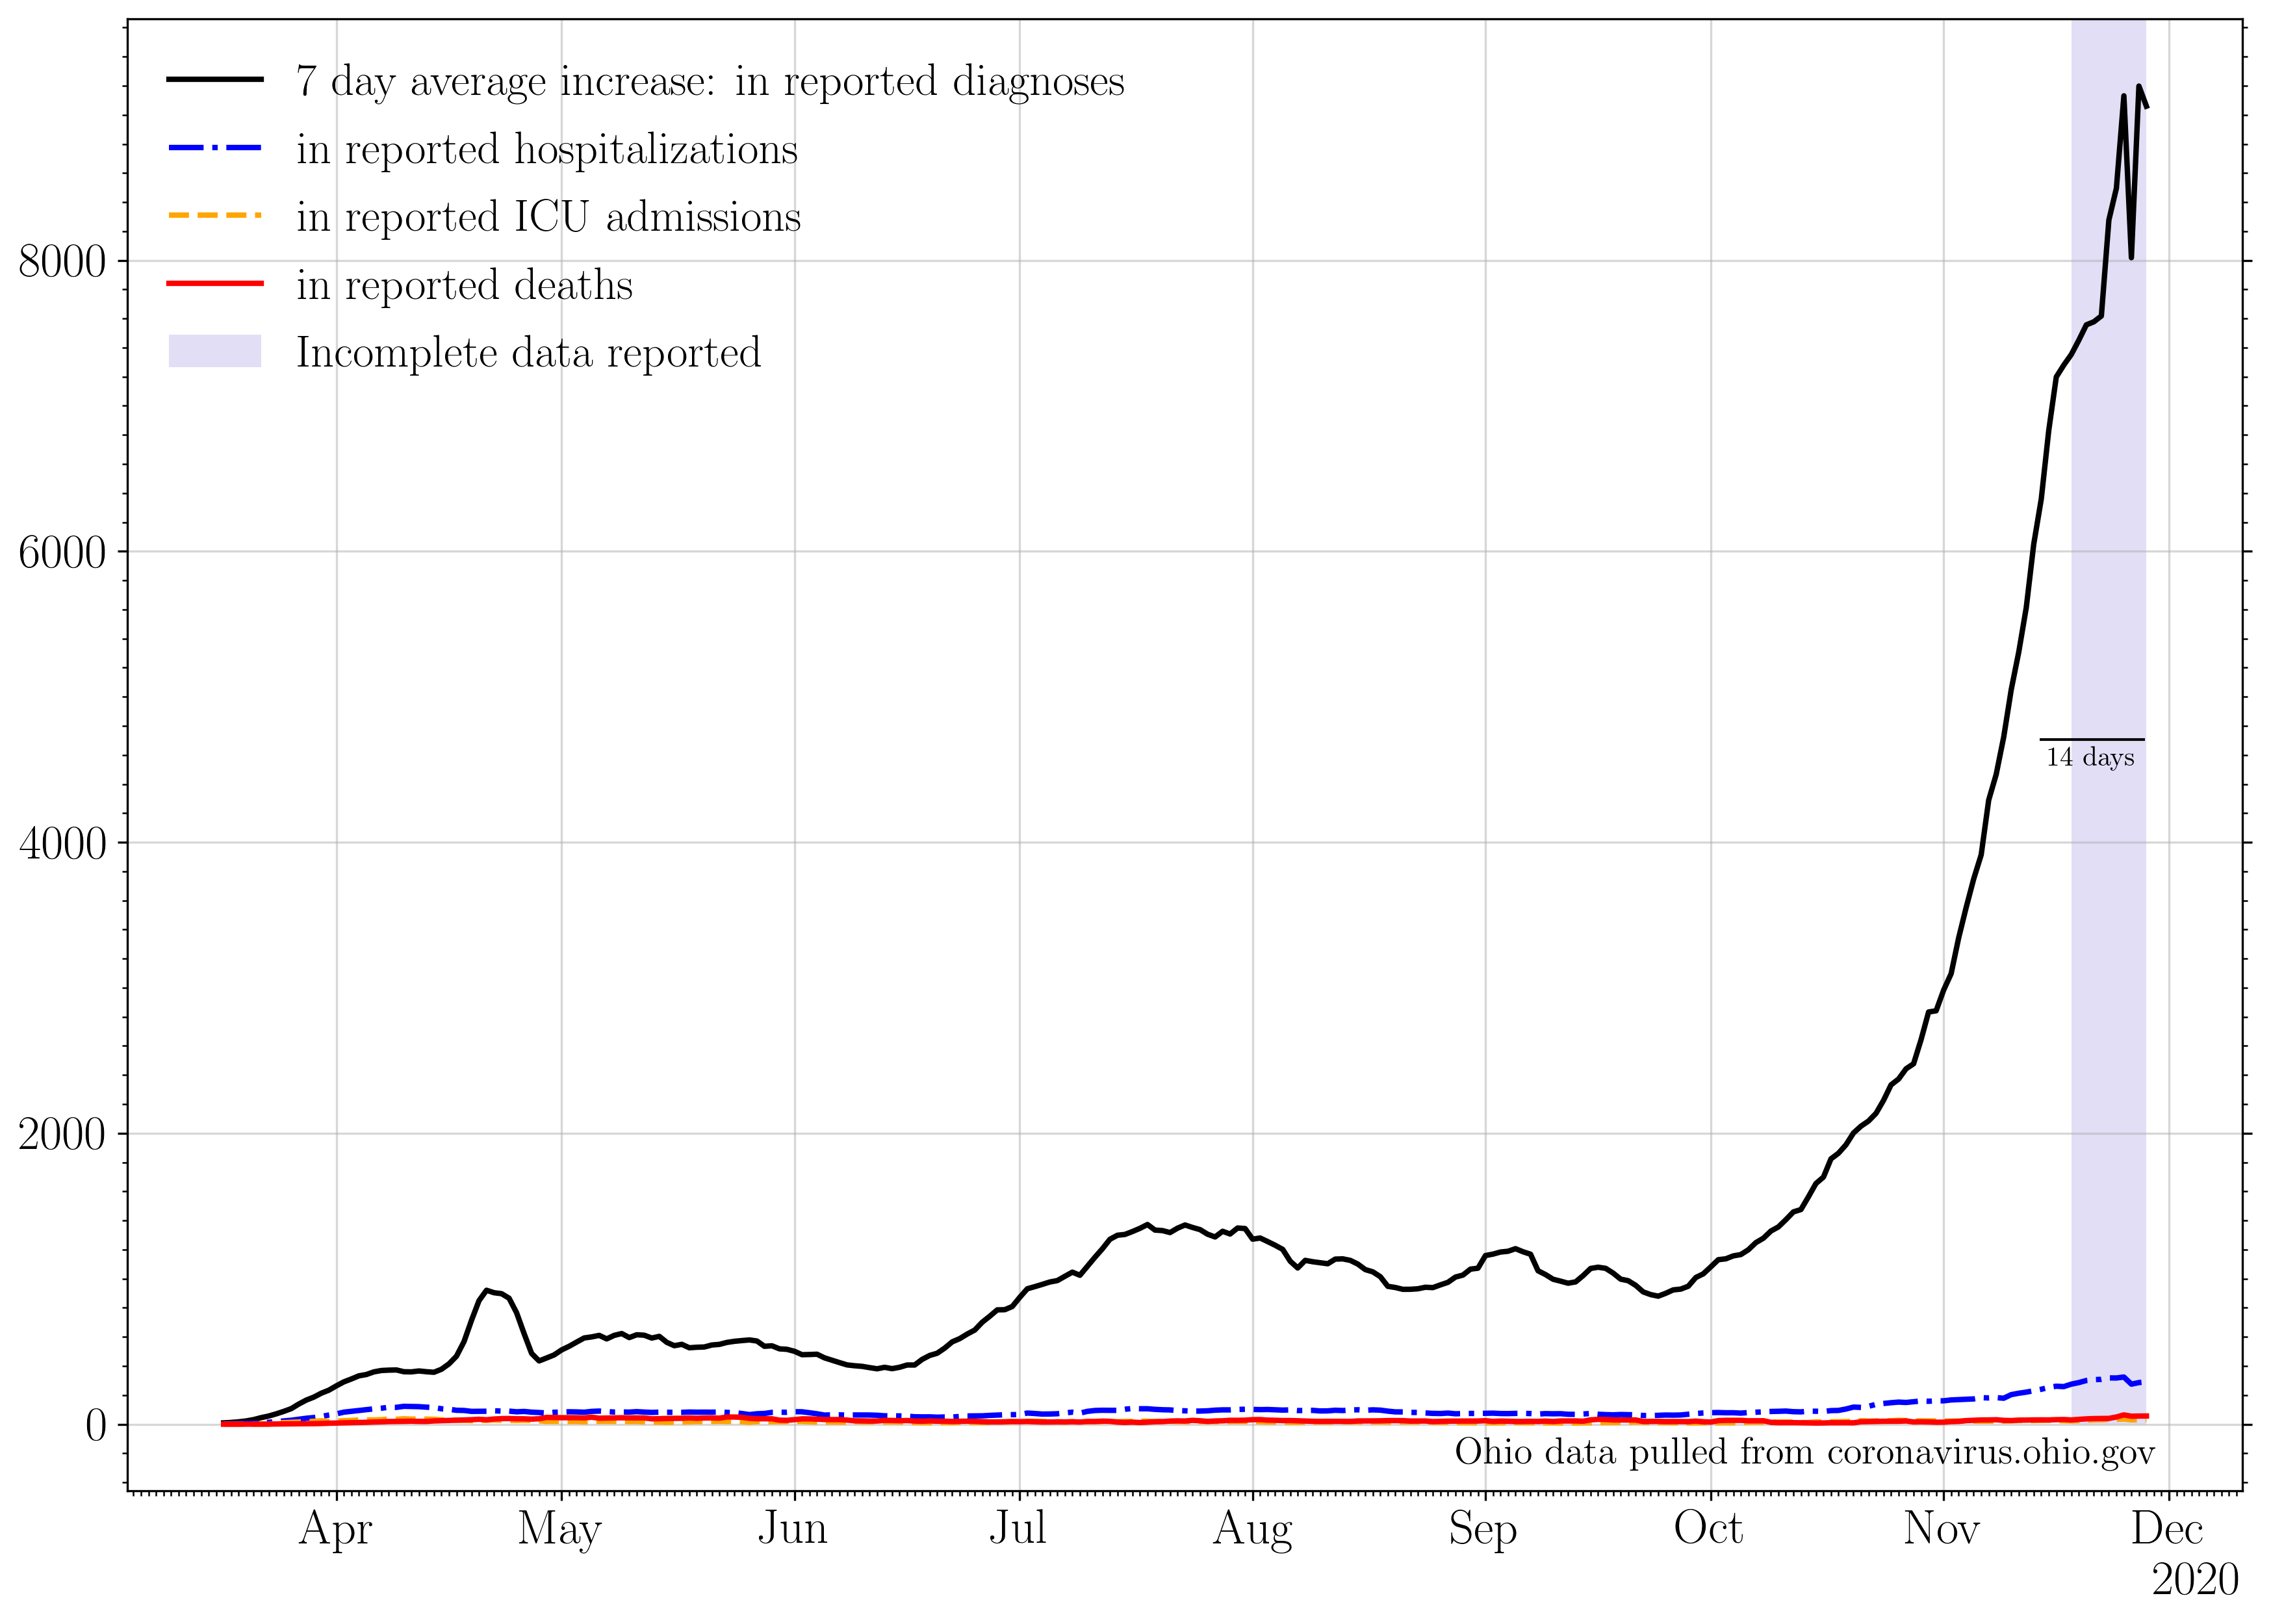 7 day average increase: in reported diagnoses
in reported hospitalizations
in reported ICU admissions
in reported deaths
Incomplete data reported
8000
6000
4000
2000
0
14 days
Ohio data pulled from coronavirus.ohio.gov
Apr May Jun Jul Aug Sep Oct Nov Dec
2020